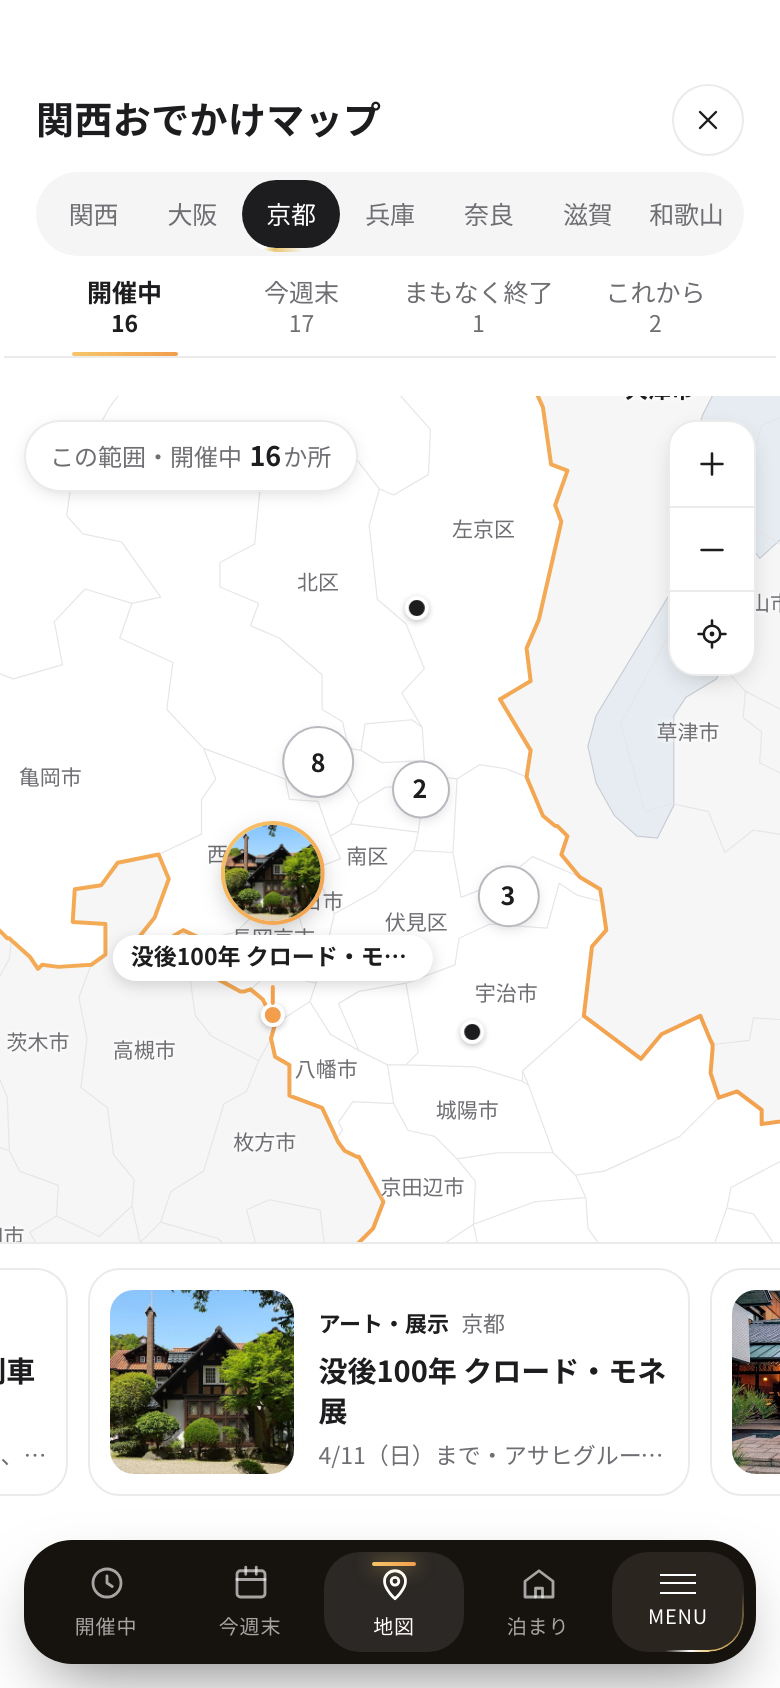 関西おでかけマップ
関西 大阪 京都 兵庫 奈良 滋賀 和歌山
開催中 今週末 まもなく終了 これから
16 17 1 2
この範囲・開催中 16か所
左京区
北区
草津市
亀岡市
8
2
南区
3
伏見区
没後100年 クロード・モ…
宇治市
茨木市
高槻市
八幡市
城陽市
枚方市
京田辺市
アート・展示 京都
没後100年 クロード・モネ
展
4/11（日）まで・アサヒグルー…
開催中 今週末 地図 泊まり MENU